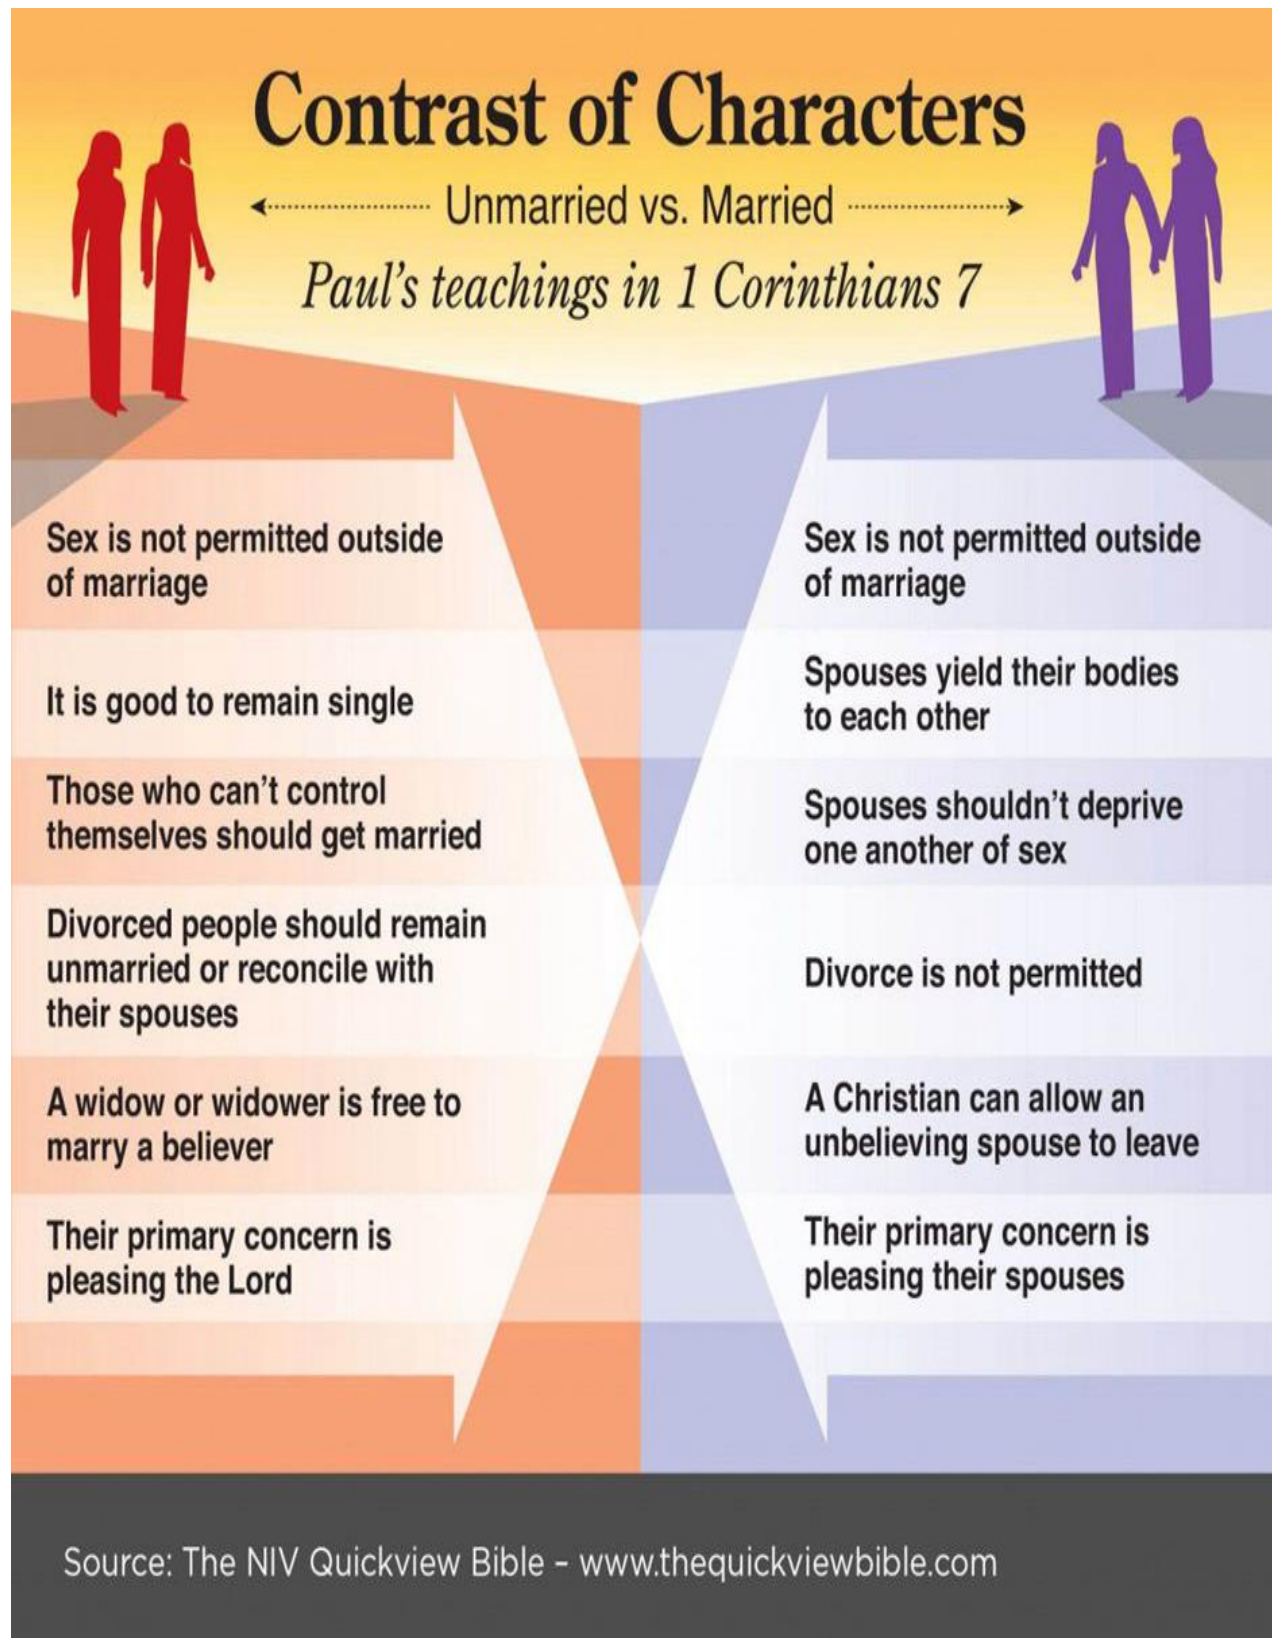 Contrast of Characters
Unmarried vs. Married
Paul's teachings in 1 Corinthians 7
Sex is not permitted outside
of marriage
It is good to remain single
Those who can't control
themselves should get married
Divorced people should remain
unmarried or reconcile with
their spouses
A widow or widower is free to
marry a believer
Their primary concern is
pleasing the Lord
Sex is not permitted outside
of marriage
Spouses yield their bodies
to each other
Spouses shouldn't deprive
one another of sex
Divorce is not permitted
A Christian can allow an
unbelieving spouse to leave
Their primary concern is
pleasing their spouses
Source: The NIV Quickview Bible – www.thequickviewbible.com